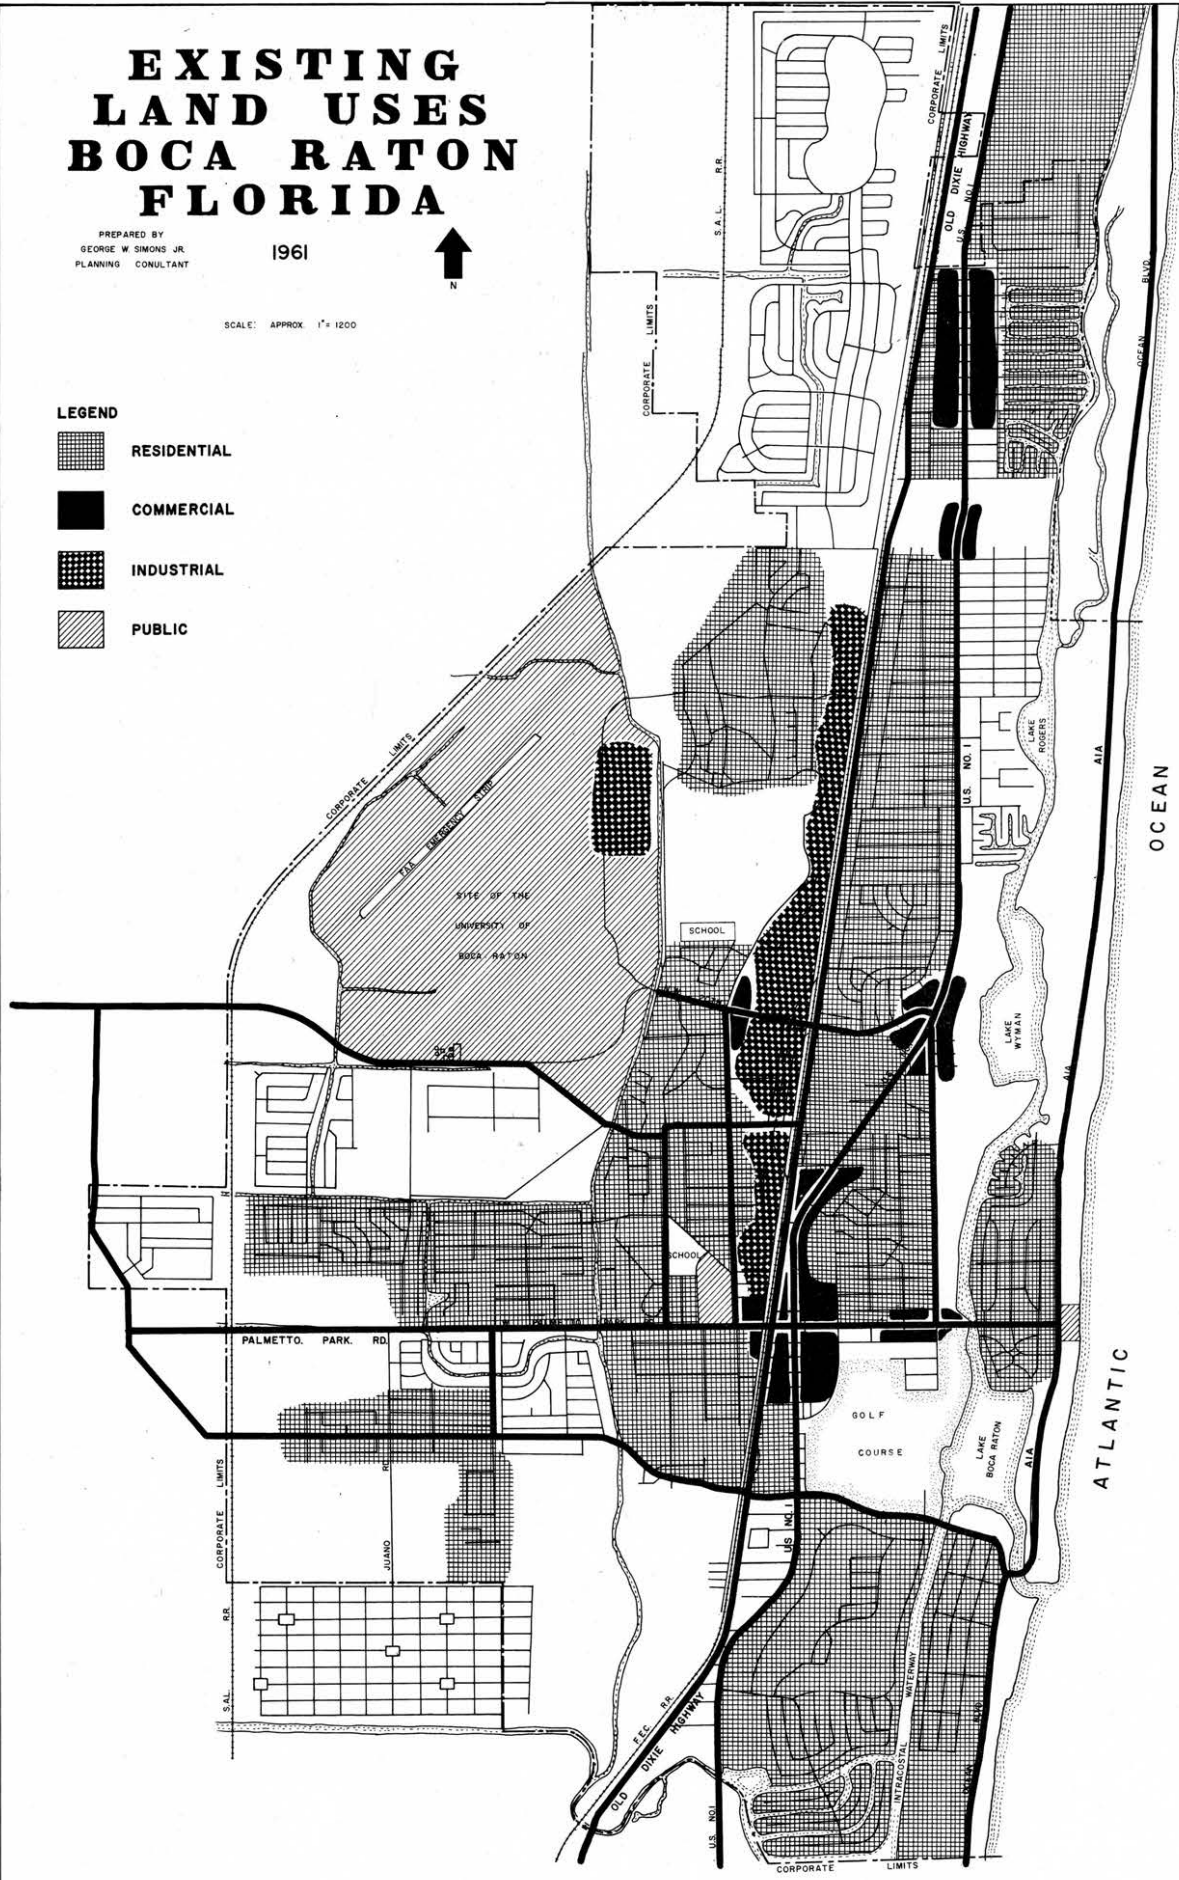 EXISTING
LAND USES
BOCA RATON
FLORIDA
PREPARED BY
GEORGE W. SIMONS JR.
PLANNING CONULTANT
1961
N
SCALE: APPROX. 1"= 1200
LEGEND
RESIDENTIAL
COMMERCIAL
INDUSTRIAL
PUBLIC
CORPORATE LIMITS
S.A.L. R.R.
CORPORATE LIMITS
OLD DIXIE HIGHWAY
U.S. NO. 1
OCEAN BLVD.
CORPORATE LIMITS
FAA EMERGENCY STRIP
SITE OF THE
UNIVERSITY OF
BOCA RATON
SCHOOL
U.S. NO. 1
LAKE
ROGERS
A1A
OCEAN
LAKE
WYMAN
A1A
SCHOOL
PALMETTO. PARK. RD.
GOLF
COURSE
LAKE
BOCA RATON
A1A
ATLANTIC
CORPORATE LIMITS
JUANO RD.
S.A.L. R.R.
U.S. NO. 1
F.E.C. R.R.
OLD DIXIE HIGHWAY
U.S. NO.1
INTRACOSTAL WATERWAY
BLVD.
CORPORATE LIMITS